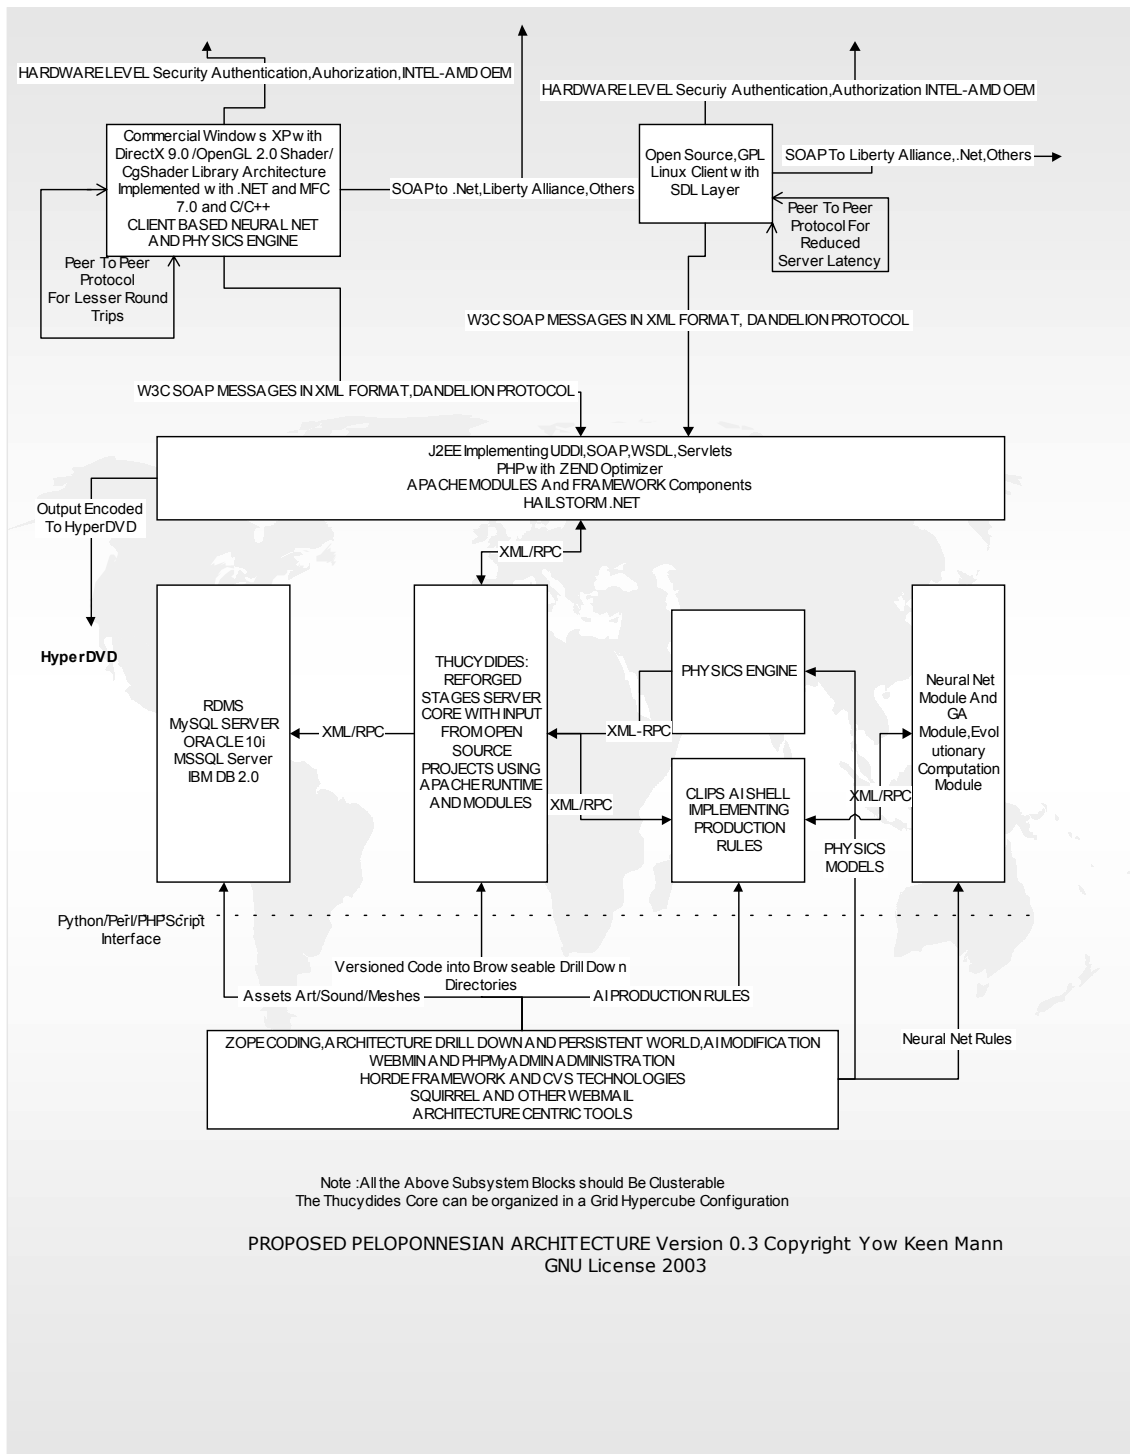 HARDWARE LEVEL Security Authentication,Auhorization,INTEL-AMD OEM
HARDWARE LEVEL Securiy Authentication,Authorization INTEL-AMD OEM
Commercial Windows XP with
DirectX 9.0 /OpenGL 2.0 Shader/
CgShader Library Architecture
Implemented with .NET and MFC
7.0 and C/C++
CLIENT BASED NEURAL NET
AND PHYSICS ENGINE
SOAP to .Net,Liberty Alliance,Others
Open Source,GPL
Linux Client with
SDL Layer
SOAP To Liberty Alliance,.Net,Others
Peer To Peer
Protocol For
Reduced
Server Latency
Peer To Peer
Protocol
For Lesser Round
Trips
W3C SOAP MESSAGES IN XML FORMAT, DANDELION PROTOCOL
W3C SOAP MESSAGES IN XML FORMAT,DANDELION PROTOCOL
J2EE Implementing UDDI,SOAP,WSDL,Servlets
PHP with ZEND Optimizer
APACHE MODULES And FRAMEWORK Components
HAILSTORM .NET
Output Encoded
To HyperDVD
HyperDVD
XML/RPC
RDMS
MySQL SERVER
ORACLE 10i
MSSQL Server
IBM DB 2.0
XML/RPC
THUCYDIDES:
REFORGED
STAGES SERVER
CORE WITH INPUT
FROM OPEN
SOURCE
PROJECTS USING
APACHE RUNTIME
AND MODULES
PHYSICS ENGINE
XML-RPC
XML/RPC
CLIPS AI SHELL
IMPLEMENTING
PRODUCTION
RULES
XML/RPC
PHYSICS
MODELS
Neural Net
Module And
GA
Module,Evol
utionary
Computation
Module
Python/Perl/PHPScript
Interface
Versioned Code into Browseable Drill Down
Directories
Assets Art/Sound/Meshes
AI PRODUCTION RULES
Neural Net Rules
ZOPE CODING,ARCHITECTURE DRILL DOWN AND PERSISTENT WORLD,AI MODIFICATION
WEBMIN AND PHPMyADMIN ADMINISTRATION
HORDE FRAMEWORK AND CVS TECHNOLOGIES
SQUIRREL AND OTHER WEBMAIL
ARCHITECTURE CENTRIC TOOLS
Note :All the Above Subsystem Blocks should Be Clusterable
The Thucydides Core can be organized in a Grid Hypercube Configuration
PROPOSED PELOPONNESIAN ARCHITECTURE Version 0.3 Copyright Yow Keen Mann
GNU License 2003